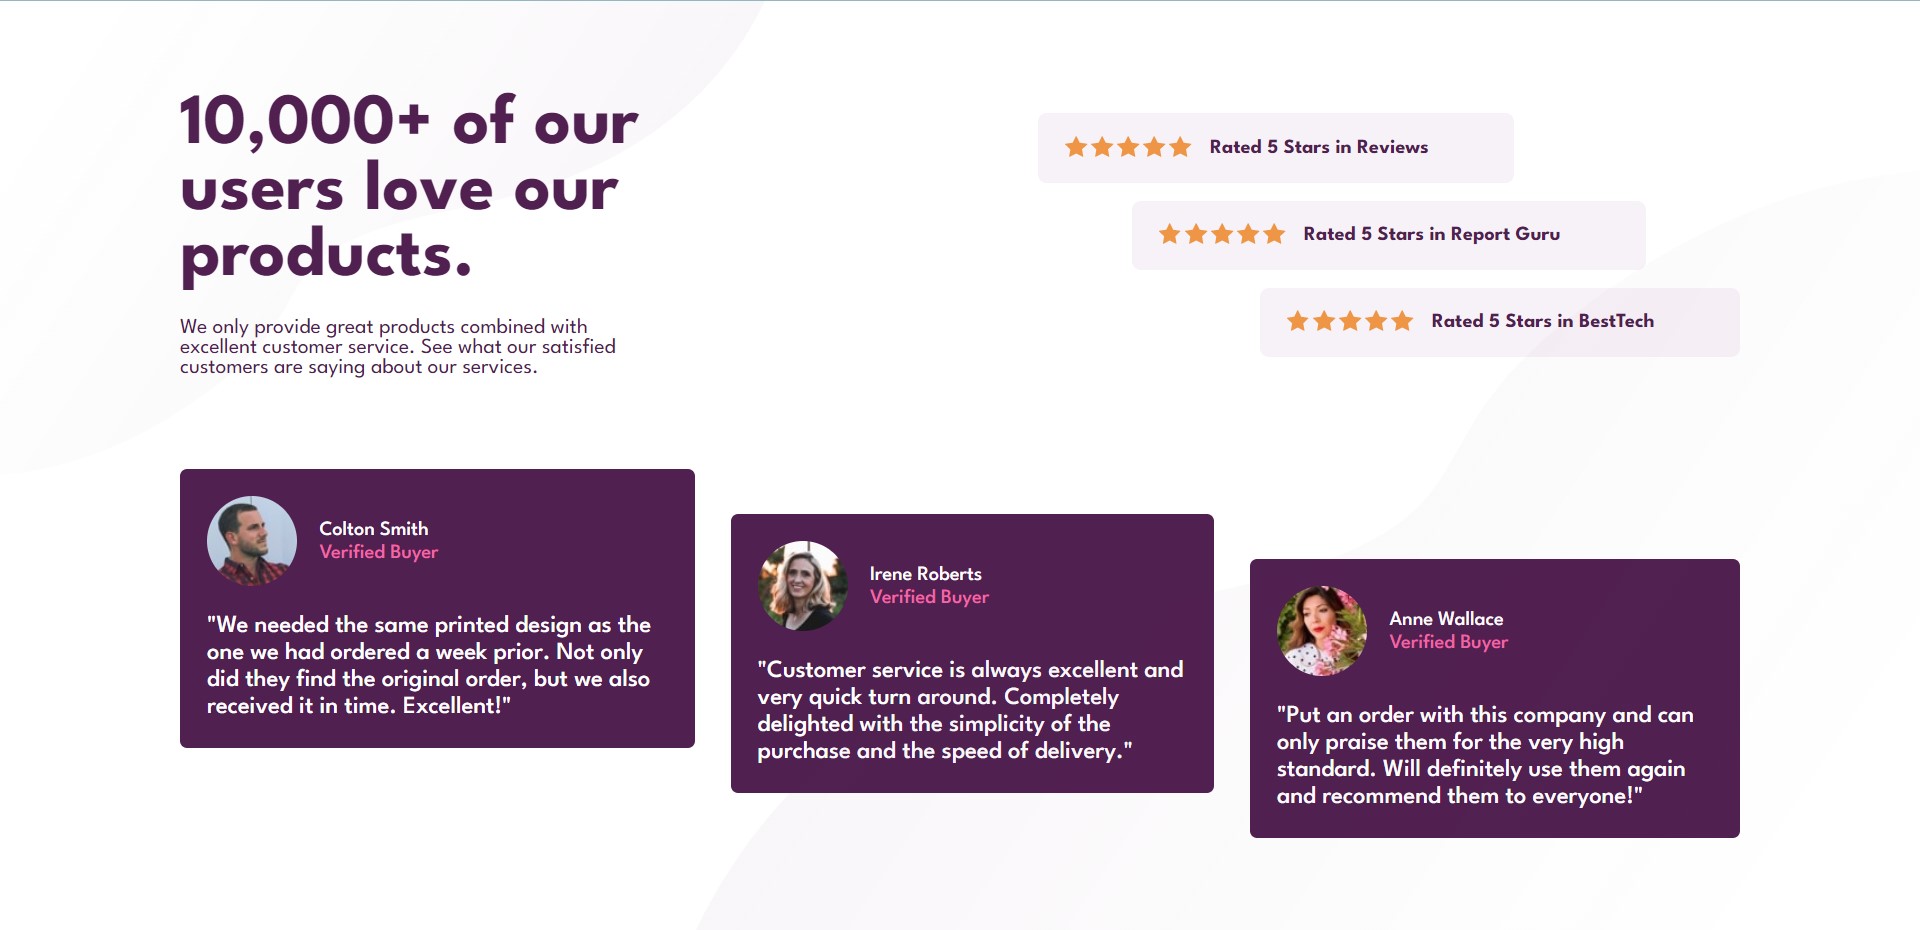 10,000+ of our
users love our
products.
We only provide great products combined with
excellent customer service. See what our satisfied
customers are saying about our services.
Rated 5 Stars in Reviews
Rated 5 Stars in Report Guru
Rated 5 Stars in BestTech
Colton Smith
Verified Buyer
"We needed the same printed design as the
one we had ordered a week prior. Not only
did they find the original order, but we also
received it in time. Excellent!"
Irene Roberts
Verified Buyer
"Customer service is always excellent and
very quick turn around. Completely
delighted with the simplicity of the
purchase and the speed of delivery."
Anne Wallace
Verified Buyer
"Put an order with this company and can
only praise them for the very high
standard. Will definitely use them again
and recommend them to everyone!"